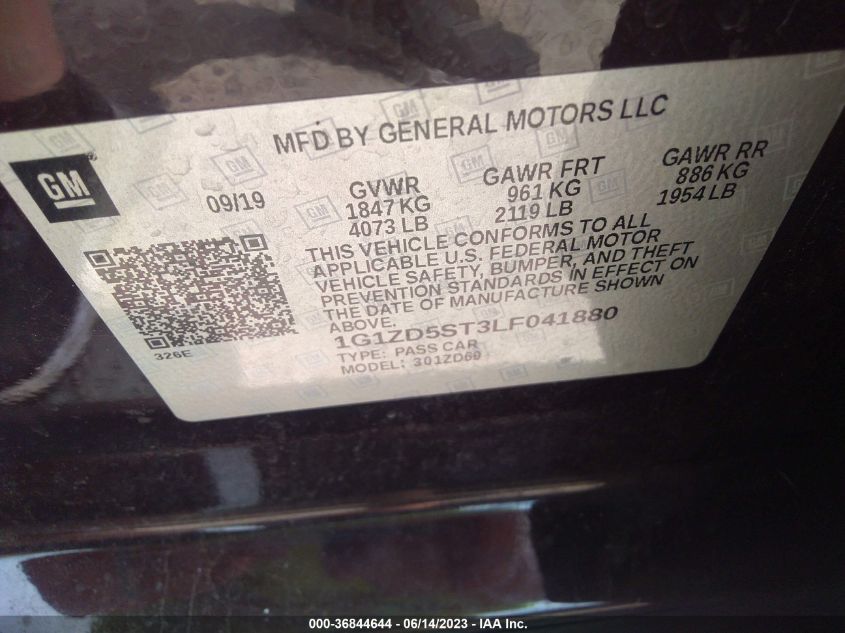 MFD BY GENERAL MOTORS LLC
GM®
09/19
GVWR
1847 KG
4073 LB
GAWR FRT
961 KG
2119 LB
GAWR RR
886 KG
1954 LB
THIS VEHICLE CONFORMS TO ALL
APPLICABLE U.S. FEDERAL MOTOR
VEHICLE SAFETY, BUMPER, AND THEFT
PREVENTION STANDARDS IN EFFECT ON
THE DATE OF MANUFACTURE SHOWN
ABOVE.
326E
1G1ZD5ST3LF041880
TYPE: PASS CAR
MODEL: 301ZD69
000-36844644 - 06/14/2023 - IAA Inc.